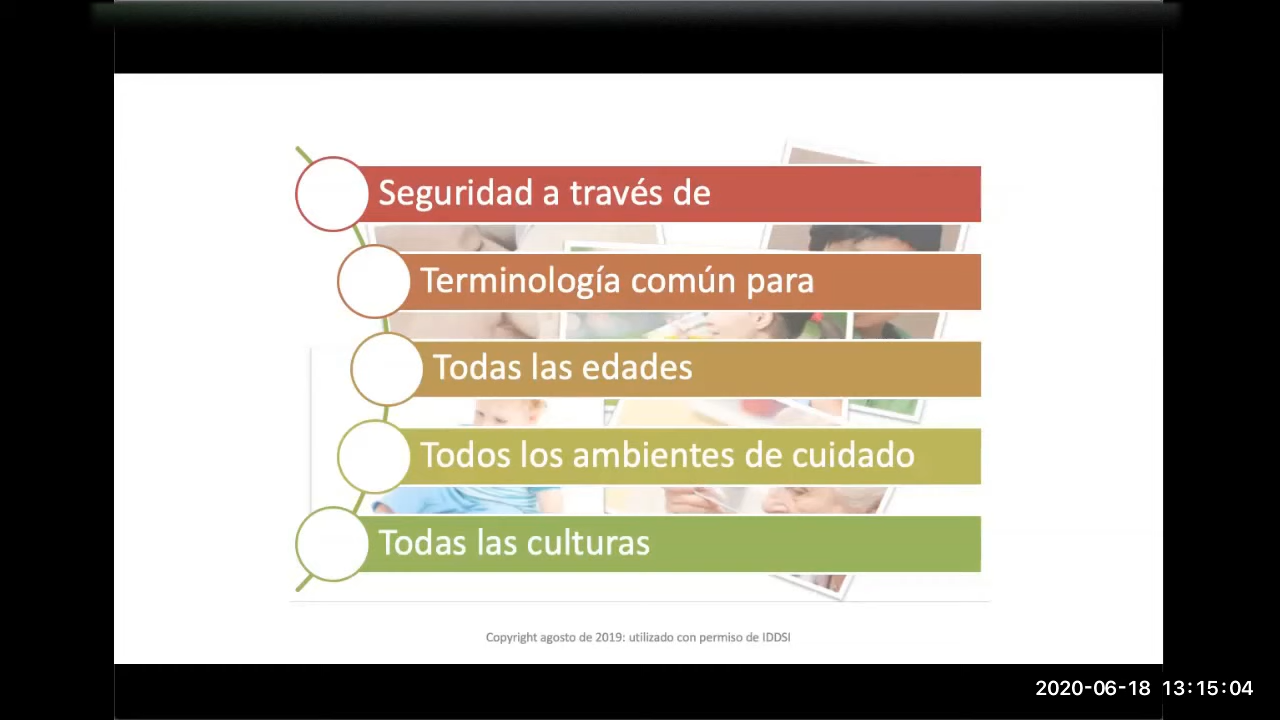 Seguridad a través de
Terminología común para
Todas las edades
Todos los ambientes de cuidado
Todas las culturas
Copyright agosto de 2019: utilizado con permiso de IDDSI
2020-06-18 13:15:04